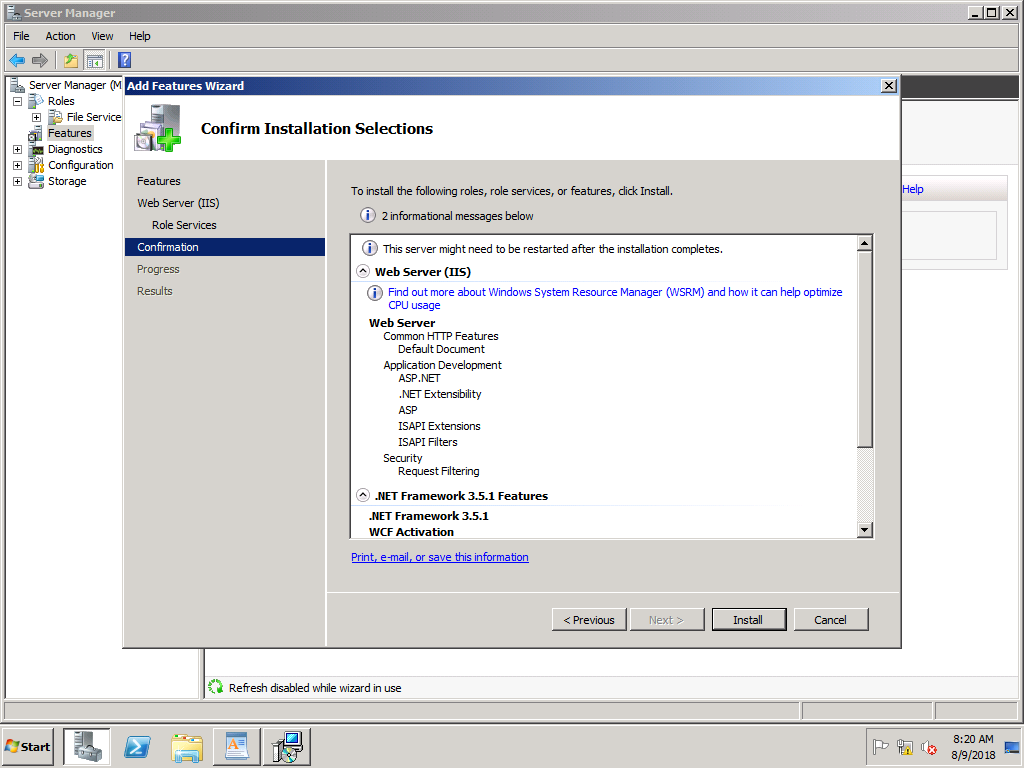 Server Manager
File Action View Help
Server Manager (M
Roles
File Service
Features
Diagnostics
Configuration
Storage
Add Features Wizard
Confirm Installation Selections
Features
Web Server (IIS)
Role Services
Confirmation
Progress
Results
To install the following roles, role services, or features, click Install.
2 informational messages below
This server might need to be restarted after the installation completes.
Web Server (IIS)
Find out more about Windows System Resource Manager (WSRM) and how it can help optimize
CPU usage
Web Server
Common HTTP Features
Default Document
Application Development
ASP.NET
.NET Extensibility
ASP
ISAPI Extensions
ISAPI Filters
Security
Request Filtering
.NET Framework 3.5.1 Features
.NET Framework 3.5.1
WCF Activation
Print, e-mail, or save this information
< Previous Next > Install Cancel
Help
Refresh disabled while wizard in use
Start
8:20 AM
8/9/2018